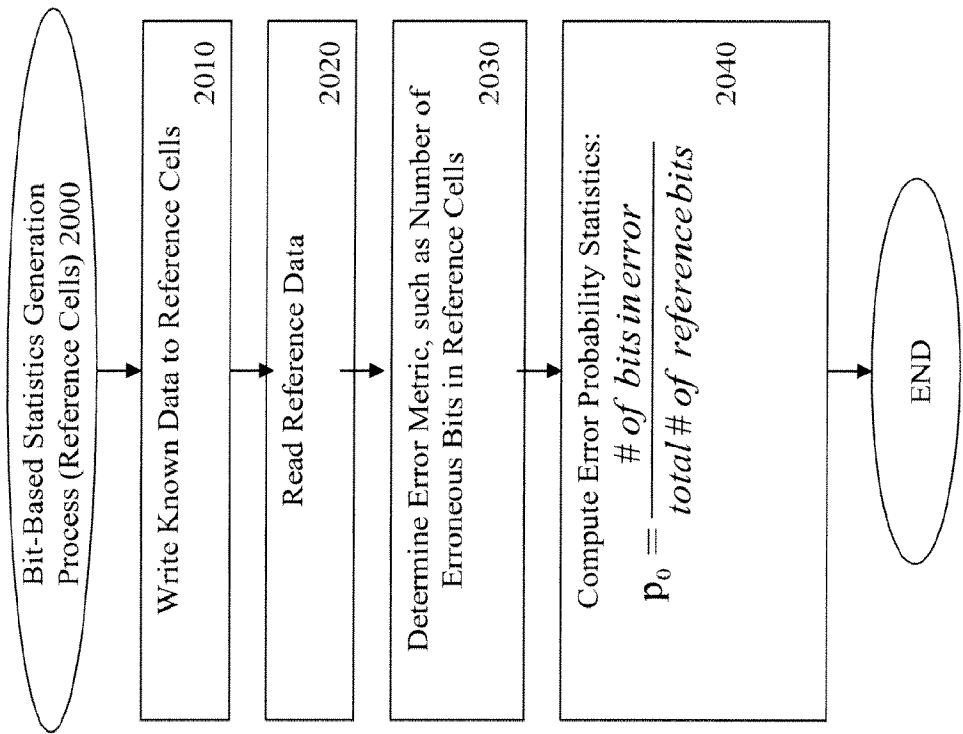 Bit-Based Statistics Generation
Process (Reference Cells) 2000
Write Known Data to Reference Cells
2010
Read Reference Data
2020
Determine Error Metric, such as Number of
Erroneous Bits in Reference Cells
2030
Compute Error Probability Statistics:
p₀ = # of bits in error / total # of reference bits
2040
END